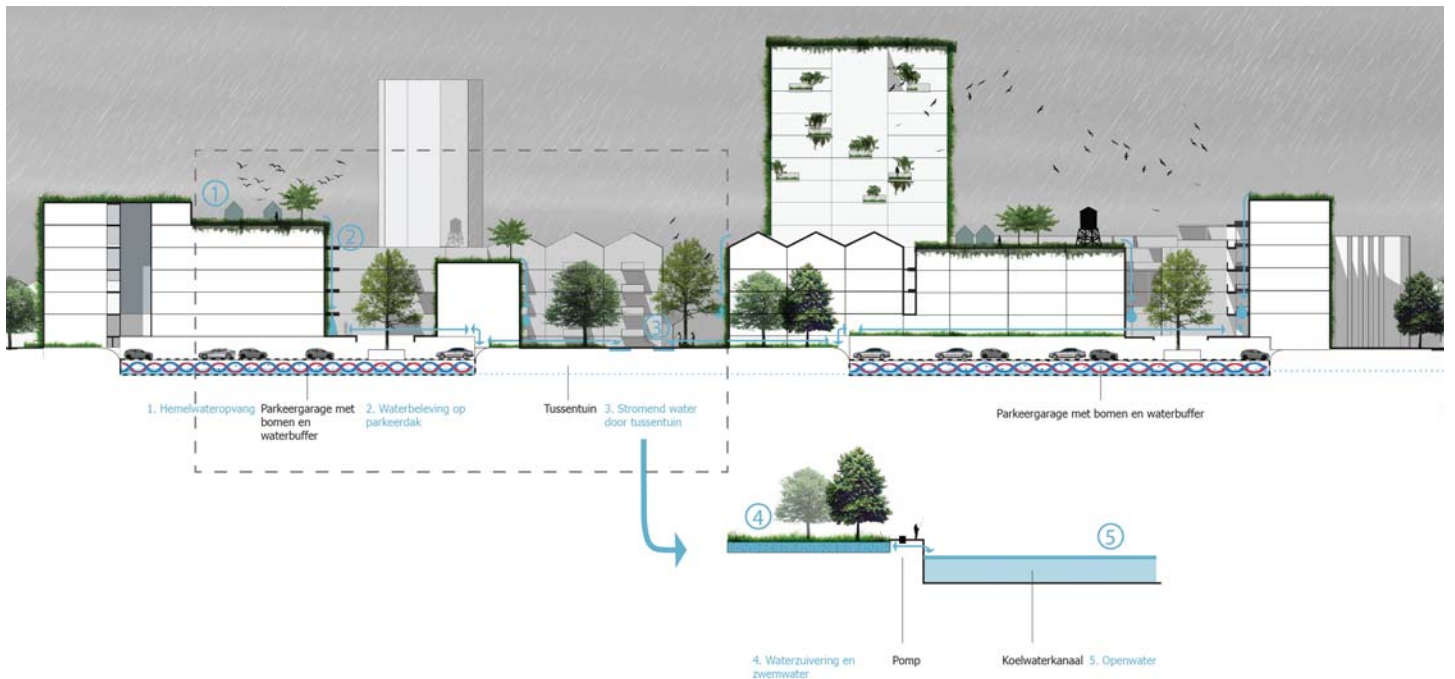 1
2
3
1. Hemelwateropvang
Parkeergarage met
bomen en
waterbuffer
2. Waterbeleving op
parkeerdak
Tussentuin
3. Stromend water
door tussentuin
Parkeergarage met bomen en waterbuffer
4
5
4. Waterzuivering en
zwemwater
Pomp
Koelwaterkanaal
5. Openwater